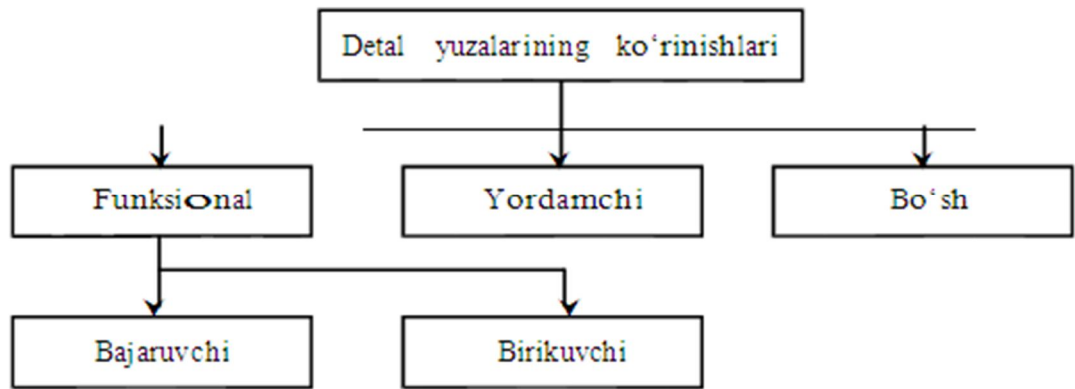 Detal yuzalarining ko‘rinishlari
Funksional
Yordamchi
Bo‘sh
Bajaruvchi
Birikuvchi